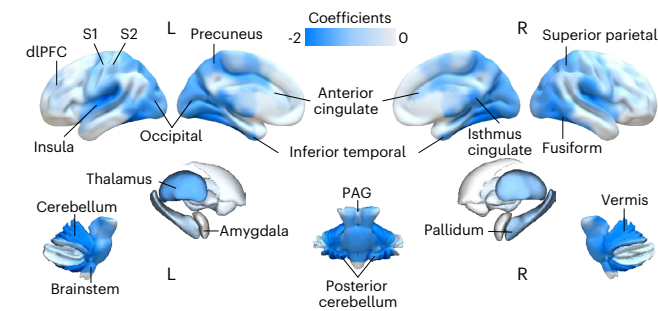 Coefficients
-2 0
L
R
S1 S2
dlPFC
Precuneus
Superior parietal
Anterior
cingulate
Insula
Occipital
Inferior temporal
Isthmus
cingulate
Fusiform
Thalamus
PAG
Cerebellum
Amygdala
Pallidum
Vermis
Brainstem
L
R
Posterior
cerebellum